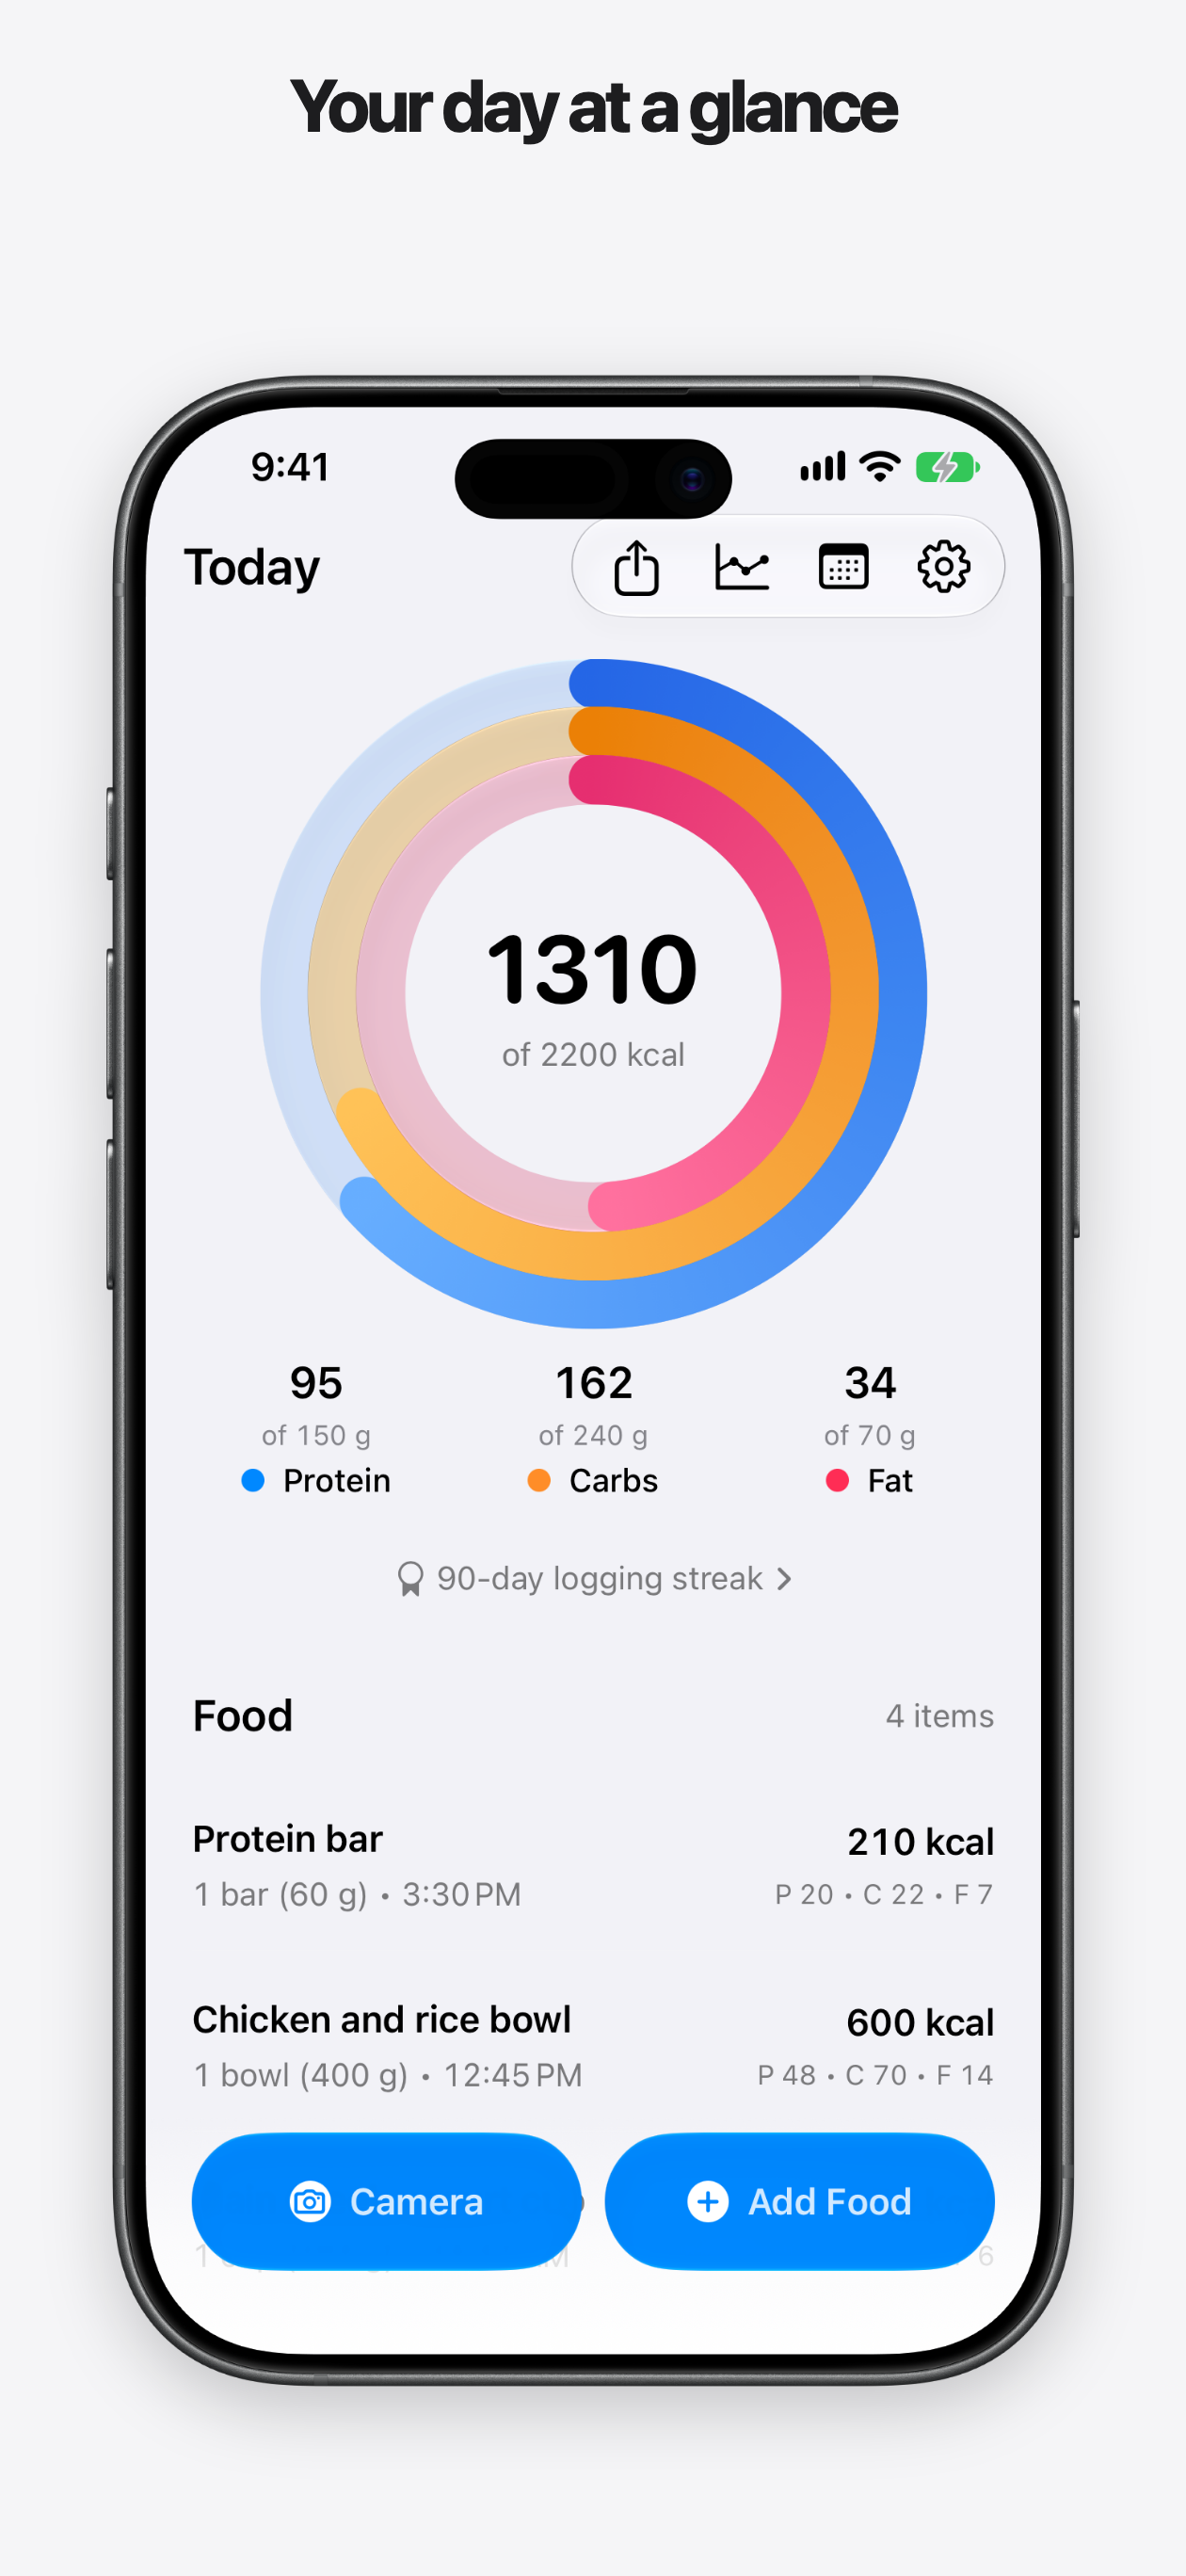 Your day at a glance
9:41
Today
1310
of 2200 kcal
95
of 150 g
Protein
162
of 240 g
Carbs
34
of 70 g
Fat
90-day logging streak
Food
4 items
Protein bar
210 kcal
1 bar (60 g) • 3:30 PM
P 20 • C 22 • F 7
Chicken and rice bowl
600 kcal
1 bowl (400 g) • 12:45 PM
P 48 • C 70 • F 14
Camera
Add Food